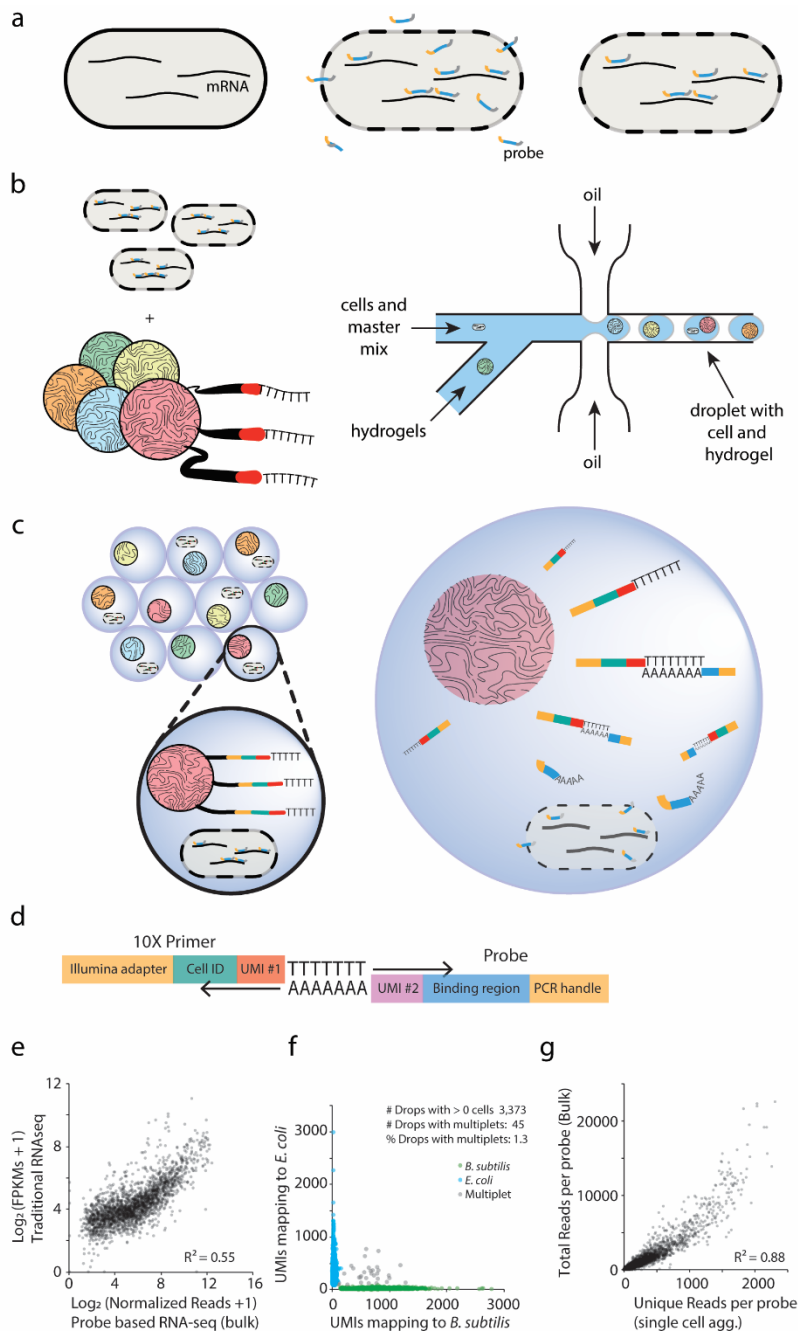 a
mRNA
probe
b
+
cells and
master
mix
hydrogels
oil
oil
droplet with
cell and
hydrogel
c
TTTTT
TTTTT
TTTTT
TTTTTT
TTTTTTT
AAAAAAA
TTTTTT
AAAAAA
AAAAA
AAAAA
d
10X Primer
Probe
Illumina adapter
Cell ID
UMI #1
TTTTTTT
AAAAAAA
UMI #2
Binding region
PCR handle
e
Log₂ (FPKMs + 1)
Traditional RNAseq
12
8
4
0
0 4 8 12 16
R² = 0.55
Log₂ (Normalized Reads +1)
Probe based RNA-seq (bulk)
f
UMIs mapping to E. coli
3000
2000
1000
0
0 1000 2000 3000
# Drops with > 0 cells 3,373
# Drops with multiplets: 45
% Drops with multiplets: 1.3
B. subtilis
E. coli
Multiplet
UMIs mapping to B. subtilis
g
Total Reads per probe (Bulk)
20000
10000
0
0 1000 2000
R² = 0.88
Unique Reads per probe
(single cell agg.)